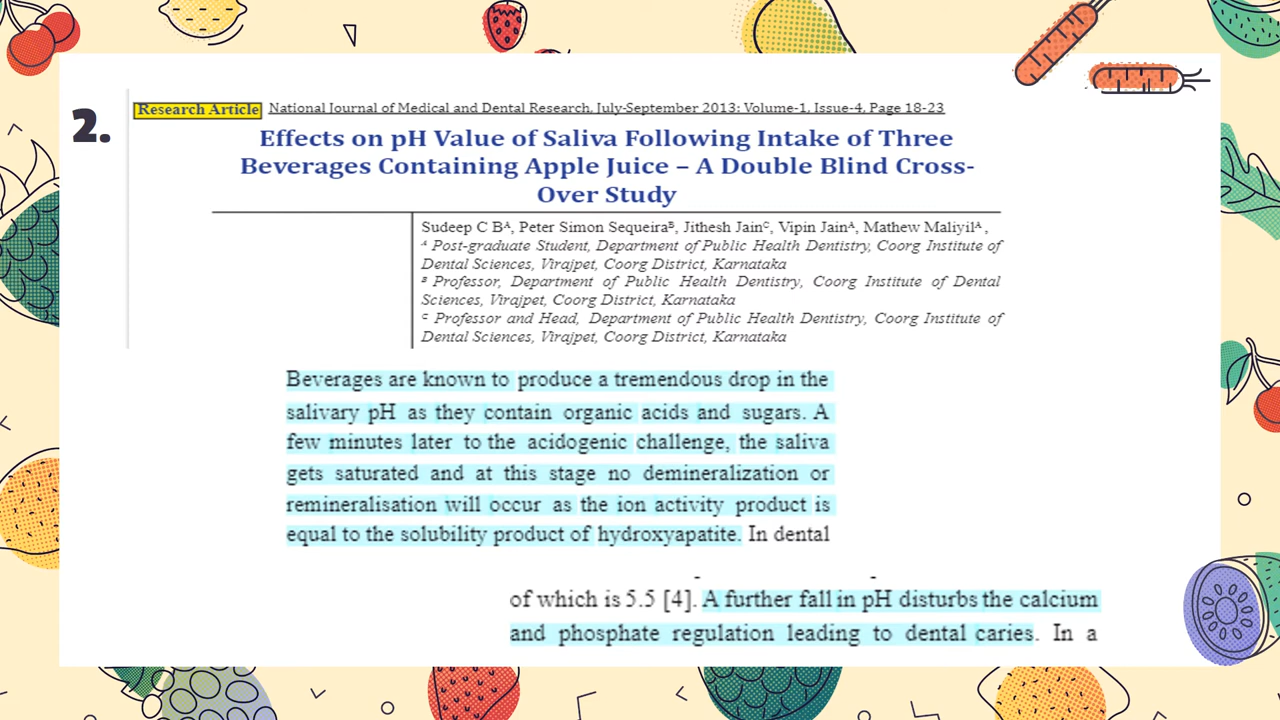 2.
Research Article National Journal of Medical and Dental Research, July-September 2013: Volume-1, Issue-4, Page 18-23
Effects on pH Value of Saliva Following Intake of Three
Beverages Containing Apple Juice – A Double Blind Cross-
Over Study
Sudeep C Bᴬ, Peter Simon Sequeiraᴮ, Jithesh Jainᶜ, Vipin Jainᴬ, Mathew Maliyilᴬ ,
ᴬ Post-graduate Student, Department of Public Health Dentistry, Coorg Institute of
Dental Sciences, Virajpet, Coorg District, Karnataka
ᴮ Professor, Department of Public Health Dentistry, Coorg Institute of Dental
Sciences, Virajpet, Coorg District, Karnataka
ᶜ Professor and Head, Department of Public Health Dentistry, Coorg Institute of
Dental Sciences, Virajpet, Coorg District, Karnataka
Beverages are known to produce a tremendous drop in the
salivary pH as they contain organic acids and sugars. A
few minutes later to the acidogenic challenge, the saliva
gets saturated and at this stage no demineralization or
remineralisation will occur as the ion activity product is
equal to the solubility product of hydroxyapatite. In dental
of which is 5.5 [4]. A further fall in pH disturbs the calcium
and phosphate regulation leading to dental caries. In a